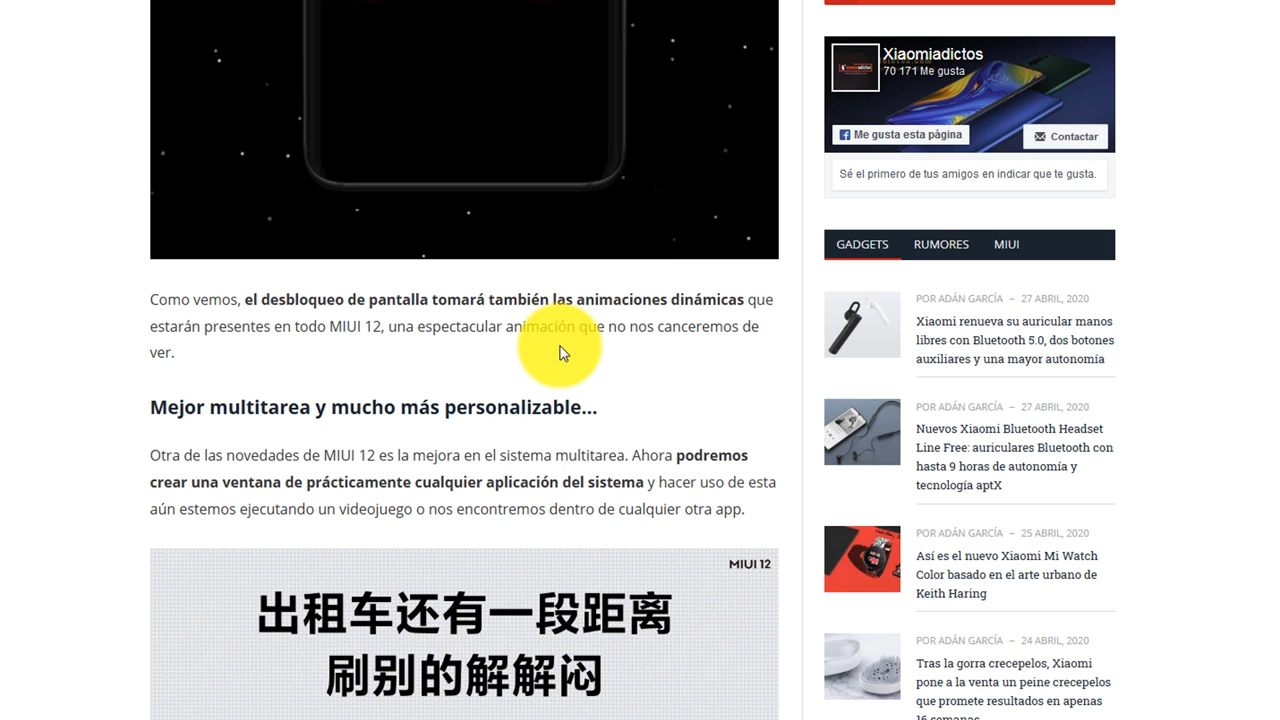 Xiaomiadictos
70 171 Me gusta
Me gusta esta página
Contactar
Sé el primero de tus amigos en indicar que te gusta.
GADGETS RUMORES MIUI
POR ADÁN GARCÍA – 27 ABRIL, 2020
Xiaomi renueva su auricular manos
libres con Bluetooth 5.0, dos botones
auxiliares y una mayor autonomía
POR ADÁN GARCÍA – 27 ABRIL, 2020
Nuevos Xiaomi Bluetooth Headset
Line Free: auriculares Bluetooth con
hasta 9 horas de autonomía y
tecnología aptX
POR ADÁN GARCÍA – 25 ABRIL, 2020
Así es el nuevo Xiaomi Mi Watch
Color basado en el arte urbano de
Keith Haring
POR ADÁN GARCÍA – 24 ABRIL, 2020
Tras la gorra crecepelos, Xiaomi
pone a la venta un peine crecepelos
que promete resultados en apenas
16 semanas
Como vemos, el desbloqueo de pantalla tomará también las animaciones dinámicas que
estarán presentes en todo MIUI 12, una espectacular animación que no nos canceremos de
ver.
Mejor multitarea y mucho más personalizable...
Otra de las novedades de MIUI 12 es la mejora en el sistema multitarea. Ahora podremos
crear una ventana de prácticamente cualquier aplicación del sistema y hacer uso de esta
aún estemos ejecutando un videojuego o nos encontremos dentro de cualquier otra app.
MIUI 12
出租车还有一段距离
刷别的解解闷